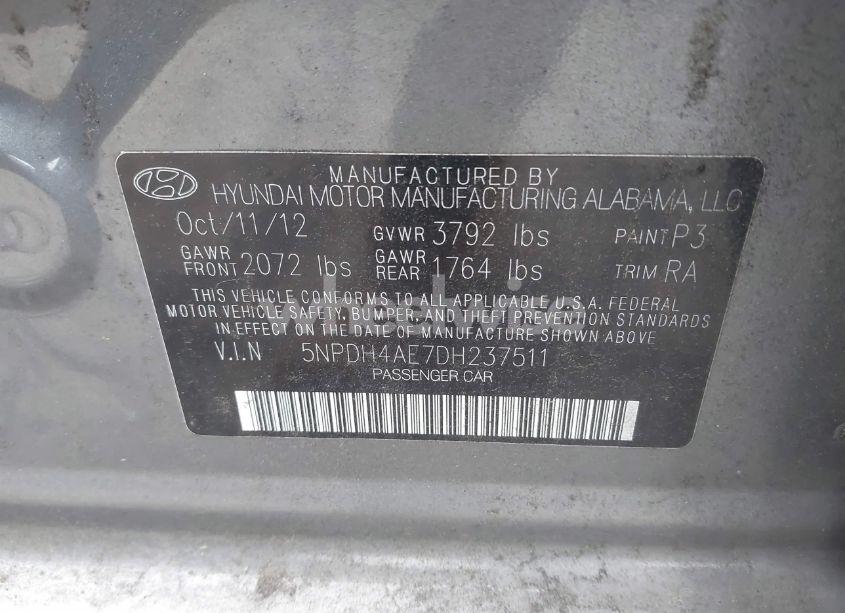 MANUFACTURED BY
HYUNDAI MOTOR MANUFACTURING ALABAMA, LLC
Oct/11/12 GVWR 3792 lbs PAINT P3
GAWR FRONT 2072 lbs GAWR REAR 1764 lbs TRIM RA
THIS VEHICLE CONFORMS TO ALL APPLICABLE U.S.A. FEDERAL
MOTOR VEHICLE SAFETY, BUMPER, AND THEFT PREVENTION STANDARDS
IN EFFECT ON THE DATE OF MANUFACTURE SHOWN ABOVE
V.I.N 5NPDH4AE7DH237511
PASSENGER CAR